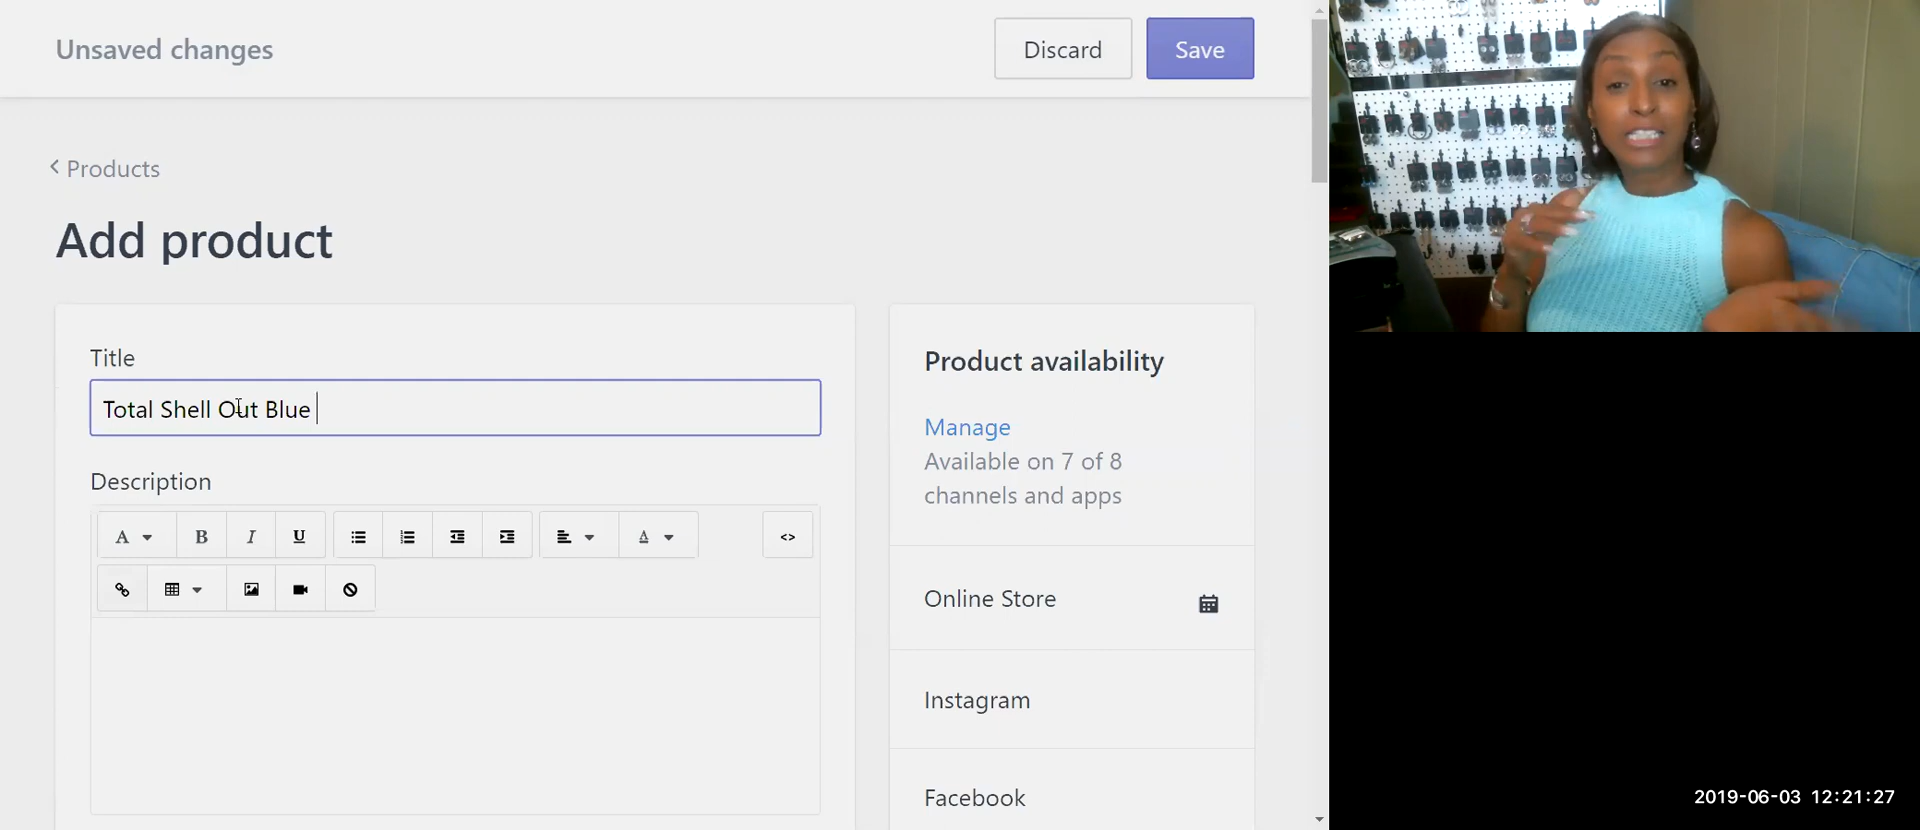 Unsaved changes
Discard
Save
Products
Add product
Title
Total Shell Out Blue
Description
A
B
I
U
A
<>
Product availability
Manage
Available on 7 of 8
channels and apps
Online Store
Instagram
Facebook
2019-06-03 12:21:27